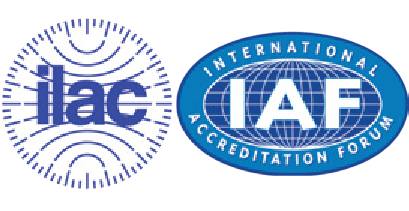 ilac
INTERNATIONAL
IAF
ACCREDITATION FORUM